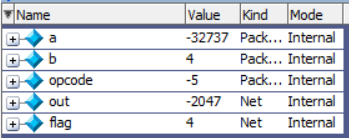 Name Value Kind Mode
a -32737 Pack... Internal
b 4 Pack... Internal
opcode -5 Pack... Internal
out -2047 Net Internal
flag 4 Net Internal